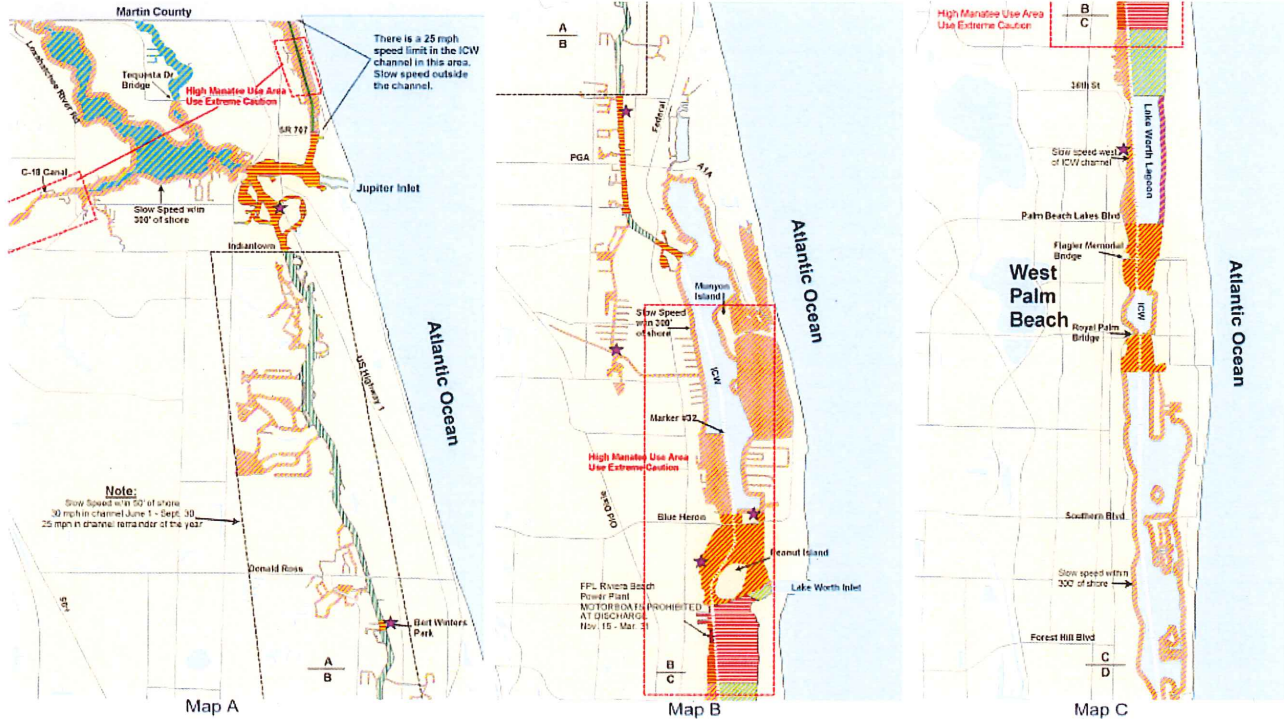 Martin County
Loxahatchee River Rd
Tequesta Dr
Bridge
High Manatee Use Area
Use Extreme Caution
There is a 25 mph
speed limit in the ICW
channel in this area.
Slow speed outside
the channel.
SR 707
C-18 Canal
Slow Speed w/in
300' of shore
Jupiter Inlet
Indiantown
US Highway 1
Atlantic Ocean
Note:
Slow Speed w/in 50' of shore
30 mph in channel June 1 - Sept. 30
25 mph in channel remainder of the year
Donald Ross
I-95
Bert Winters
Park
A
B
Map A
A
B
Federal
PGA
A1A
Atlantic Ocean
Munyon
Island
Slow Speed
w/in 300'
of shore
ICW
Marker #32
High Manatee Use Area
Use Extreme Caution
Old Dixie
Blue Heron
Peanut Island
FPL Riviera Beach
Power Plant
MOTORBOATS PROHIBITED
AT DISCHARGE
Nov. 15 - Mar. 31
Lake Worth Inlet
B
C
Map B
High Manatee Use Area
Use Extreme Caution
B
C
36th St
Lake Worth Lagoon
Slow speed west
of ICW channel
Palm Beach Lakes Blvd
Flagler Memorial
Bridge
West
Palm
Beach
ICW
Royal Palm
Bridge
Atlantic Ocean
Southern Blvd
Slow speed within
300' of shore
Forest Hill Blvd
C
D
Map C